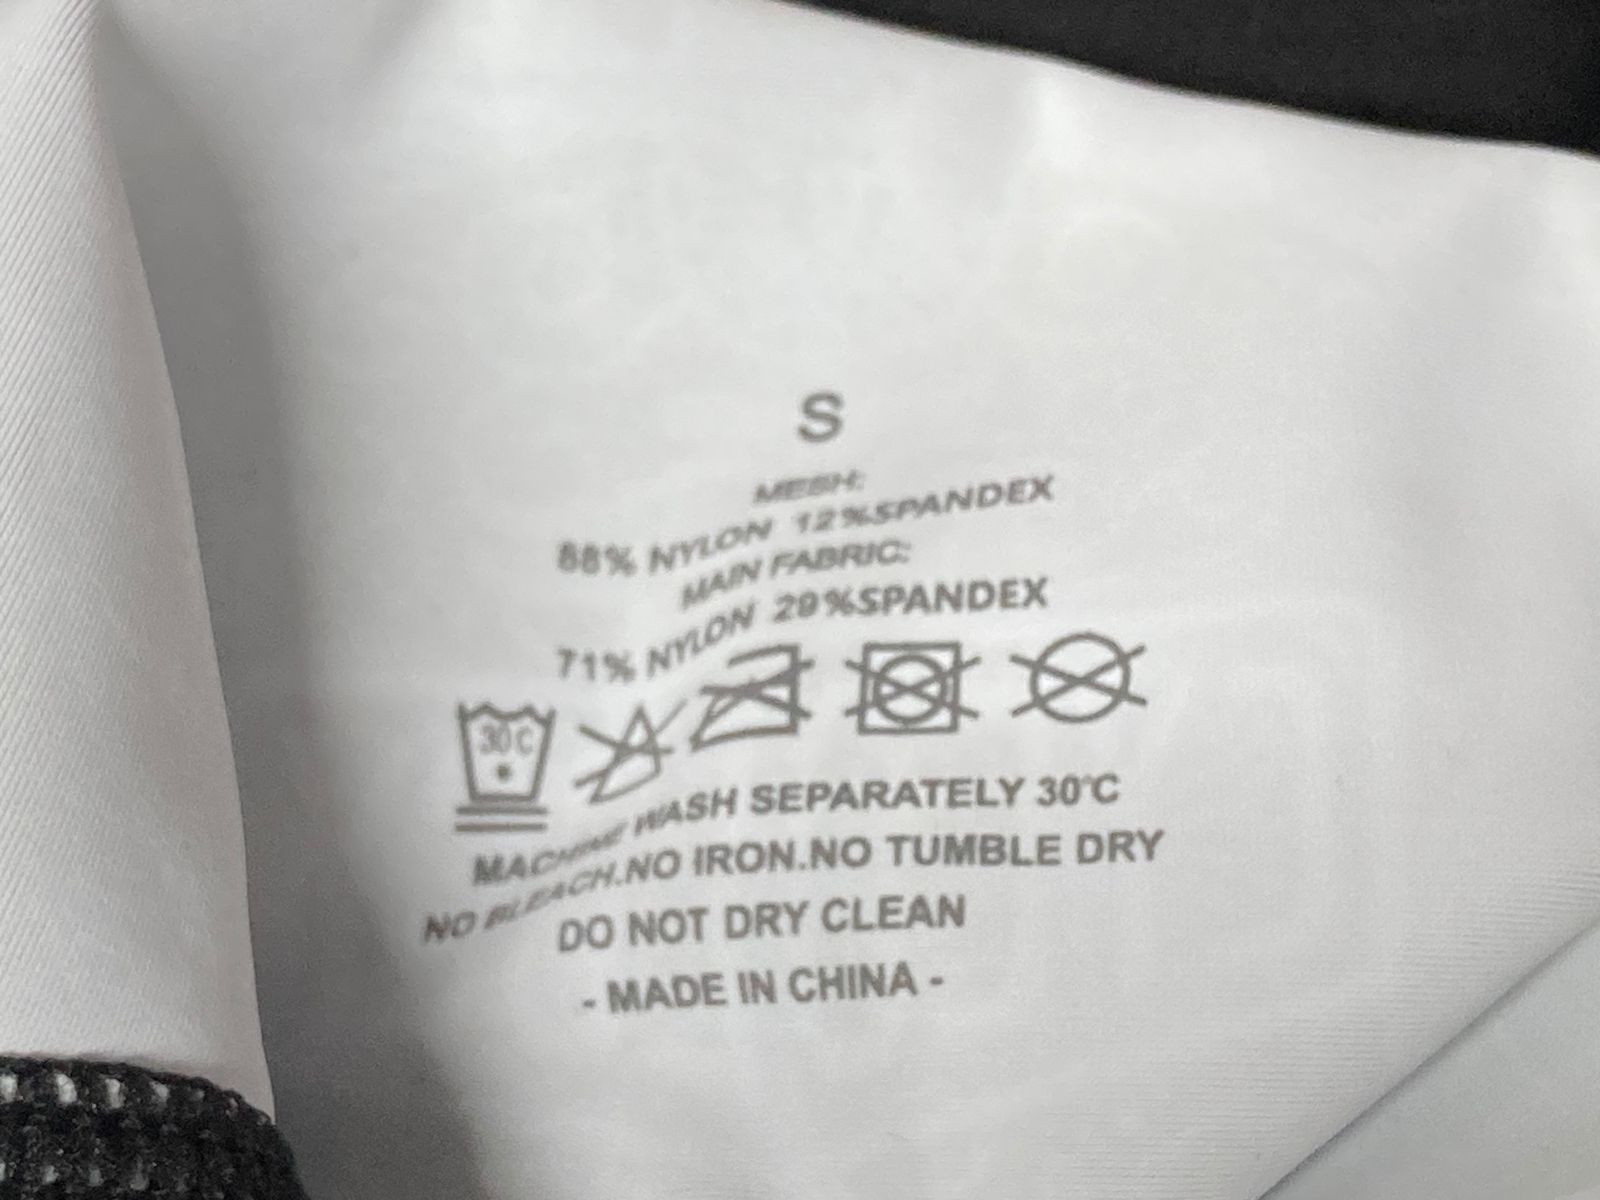 S
MESH:
88% NYLON 12%SPANDEX
MAIN FABRIC:
71% NYLON 29%SPANDEX
30C
MACHINE WASH SEPARATELY 30℃
NO BLEACH.NO IRON.NO TUMBLE DRY
DO NOT DRY CLEAN
- MADE IN CHINA -